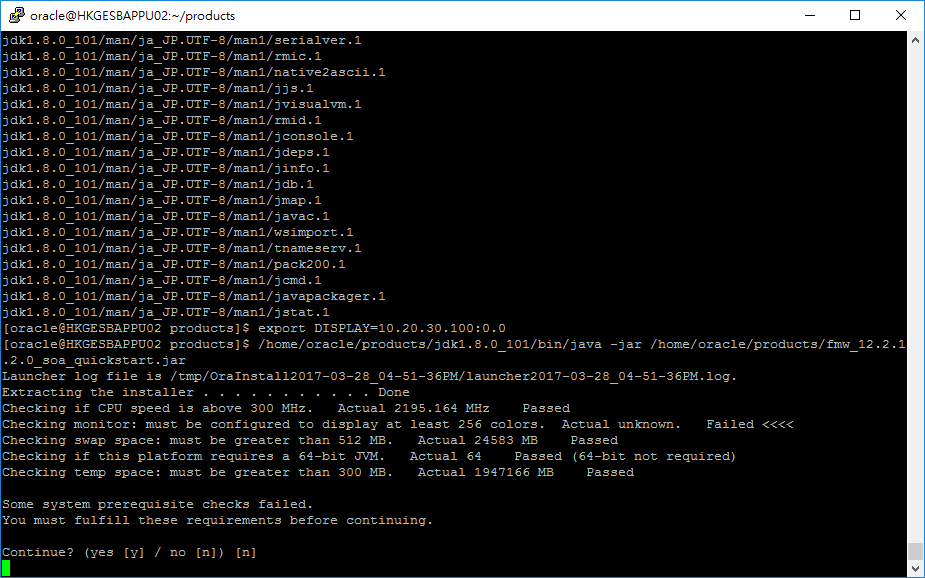 oracle@HKGESBAPPU02:~/products
jdk1.8.0_101/man/ja_JP.UTF-8/man1/serialver.1
jdk1.8.0_101/man/ja_JP.UTF-8/man1/rmic.1
jdk1.8.0_101/man/ja_JP.UTF-8/man1/native2ascii.1
jdk1.8.0_101/man/ja_JP.UTF-8/man1/jjs.1
jdk1.8.0_101/man/ja_JP.UTF-8/man1/jvisualvm.1
jdk1.8.0_101/man/ja_JP.UTF-8/man1/rmid.1
jdk1.8.0_101/man/ja_JP.UTF-8/man1/jconsole.1
jdk1.8.0_101/man/ja_JP.UTF-8/man1/jdeps.1
jdk1.8.0_101/man/ja_JP.UTF-8/man1/jinfo.1
jdk1.8.0_101/man/ja_JP.UTF-8/man1/jdb.1
jdk1.8.0_101/man/ja_JP.UTF-8/man1/jmap.1
jdk1.8.0_101/man/ja_JP.UTF-8/man1/javac.1
jdk1.8.0_101/man/ja_JP.UTF-8/man1/wsimport.1
jdk1.8.0_101/man/ja_JP.UTF-8/man1/tnameserv.1
jdk1.8.0_101/man/ja_JP.UTF-8/man1/pack200.1
jdk1.8.0_101/man/ja_JP.UTF-8/man1/jcmd.1
jdk1.8.0_101/man/ja_JP.UTF-8/man1/javapackager.1
jdk1.8.0_101/man/ja_JP.UTF-8/man1/jstat.1
[oracle@HKGESBAPPU02 products]$ export DISPLAY=10.20.30.100:0.0
[oracle@HKGESBAPPU02 products]$ /home/oracle/products/jdk1.8.0_101/bin/java -jar /home/oracle/products/fmw_12.2.1
.2.0_soa_quickstart.jar
Launcher log file is /tmp/OraInstall2017-03-28_04-51-36PM/launcher2017-03-28_04-51-36PM.log.
Extracting the installer . . . . . . . . . . . Done
Checking if CPU speed is above 300 MHz.   Actual 2195.164 MHz    Passed
Checking monitor: must be configured to display at least 256 colors.  Actual unknown.   Failed <<<<
Checking swap space: must be greater than 512 MB.   Actual 24583 MB    Passed
Checking if this platform requires a 64-bit JVM.   Actual 64    Passed (64-bit not required)
Checking temp space: must be greater than 300 MB.   Actual 1947166 MB    Passed
Some system prerequisite checks failed.
You must fulfill these requirements before continuing.
Continue? (yes [y] / no [n]) [n]